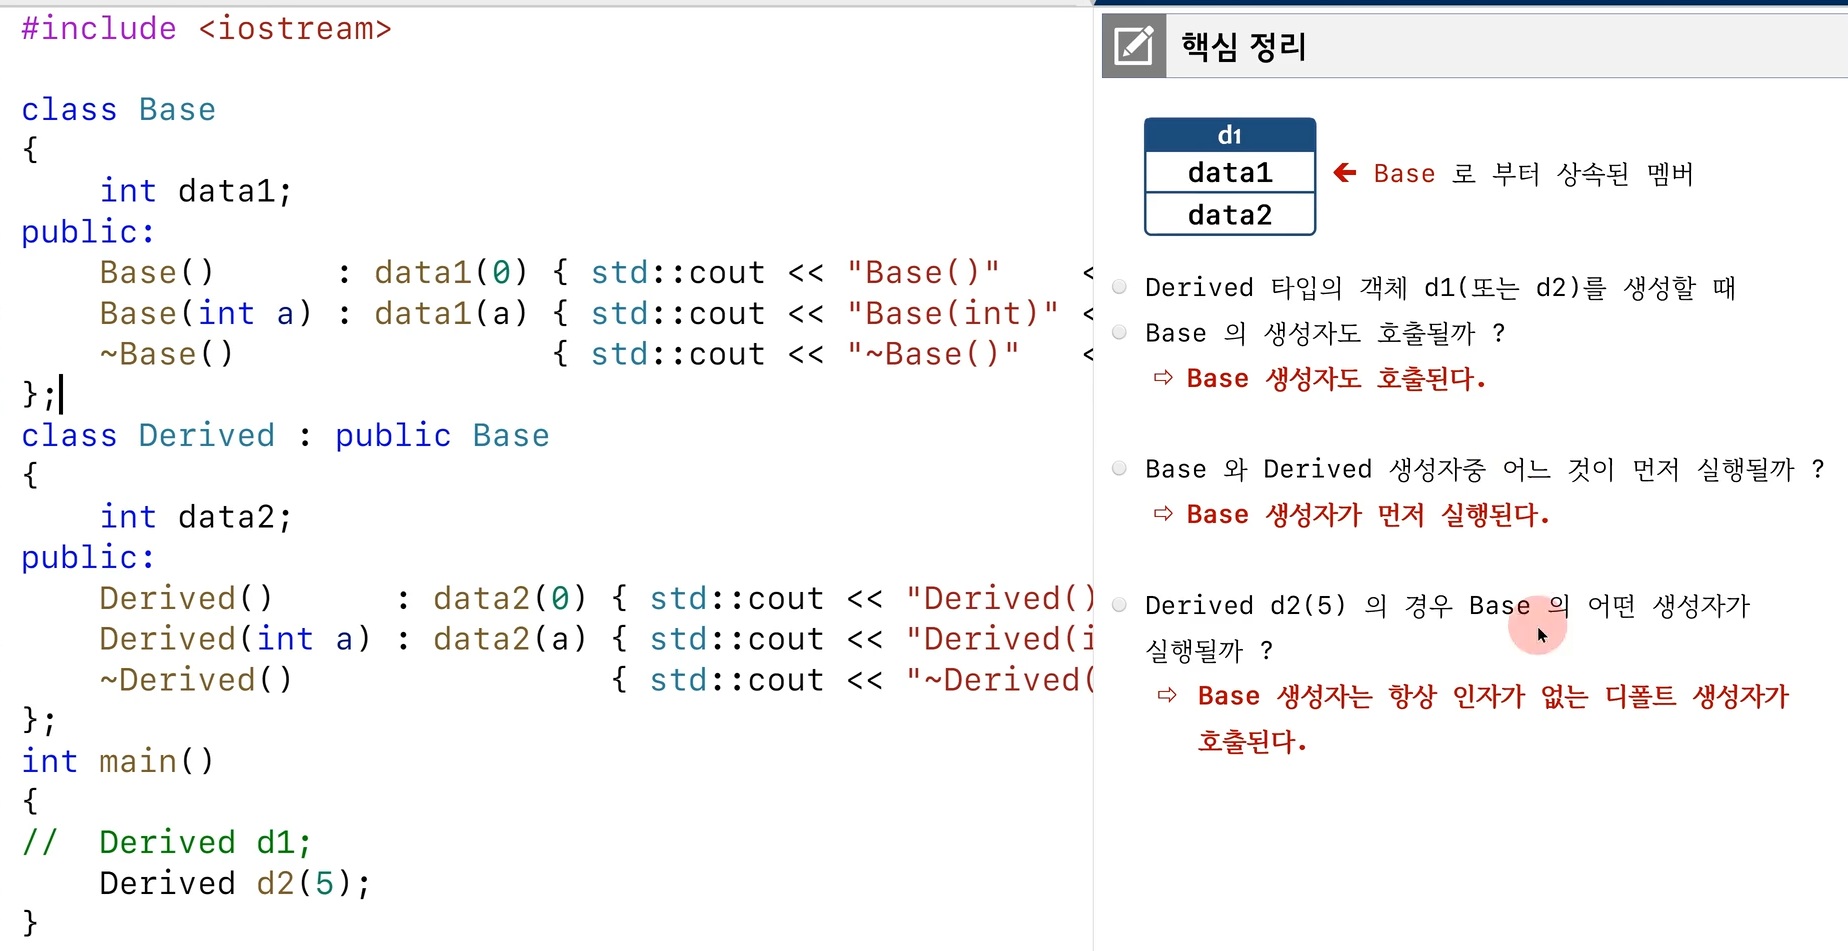 #include <iostream>
class Base
{
    int data1;
public:
    Base()      : data1(0) { std::cout << "Base()"    <
    Base(int a) : data1(a) { std::cout << "Base(int)" <
    ~Base()                { std::cout << "~Base()"   <
};
class Derived : public Base
{
    int data2;
public:
    Derived()      : data2(0) { std::cout << "Derived()
    Derived(int a) : data2(a) { std::cout << "Derived(i
    ~Derived()                { std::cout << "~Derived(
};
int main()
{
//  Derived d1;
    Derived d2(5);
}
핵심 정리
d1
data1
← Base 로 부터 상속된 멤버
data2
Derived 타입의 객체 d1(또는 d2)를 생성할 때
Base 의 생성자도 호출될까 ?
⇨ Base 생성자도 호출된다.
Base 와 Derived 생성자중 어느 것이 먼저 실행될까 ?
⇨ Base 생성자가 먼저 실행된다.
Derived d2(5) 의 경우 Base 의 어떤 생성자가
실행될까 ?
⇨ Base 생성자는 항상 인자가 없는 디폴트 생성자가
호출된다.